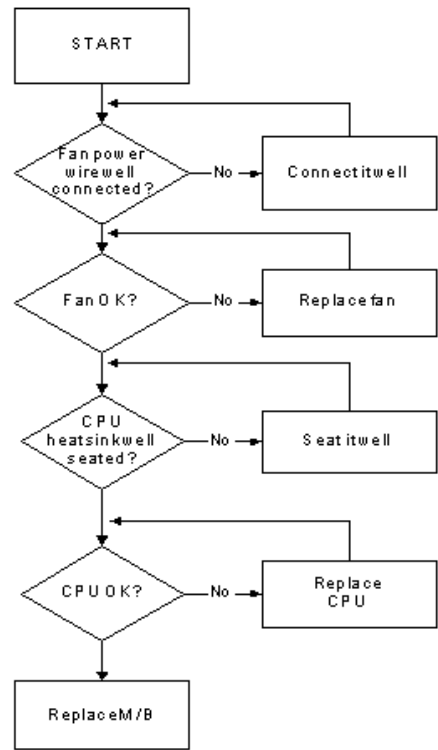 START
Fan power
wire well
connected?
No
Connect it well
Fan OK?
No
Replace fan
CPU
heatsink well
seated?
No
Seat it well
CPU OK?
No
Replace
CPU
Replace M/B